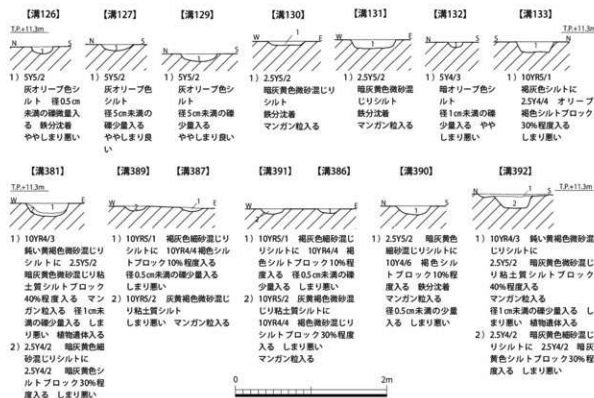 【溝126】
【溝127】
【溝129】
【溝130】
【溝131】
【溝132】
【溝133】
T.P.+11.3m
T.P.+11.3m
N S
N S
N S
W E
W E
N S
N S
1
1
1
1
1
1
1
1）5Y5/2
灰オリーブ色シ
ルト 径0.5cm
未満の礫微量入
る 鉄分沈着
ややしまり悪い
1）5Y5/2
灰オリーブ色
シルト
径5cm未満の礫
少量入る
ややしまり良
い
1）5Y5/2
灰オリーブ色
シルト
径5cm未満の礫
少量入る
ややしまり良い
1）2.5Y5/2
暗灰黄色微砂混じり
シルト
鉄分沈着
マンガン粒入る
1）2.5Y5/2
暗灰黄色微砂混
じりシルト
鉄分沈着
マンガン粒入る
1）5Y4/3
暗オリーブ色
シルト
径1cm未満の礫
少量入る やや
しまり悪い
1）10YR5/1
褐灰色シルトに
2.5Y4/4 オリーブ
褐色シルトブロック
30%程度入る
しまり悪い
【溝381】
【溝389】
【溝387】
【溝391】
【溝386】
【溝390】
【溝392】
T.P.+11.3m
T.P.+11.3m
N S
W E
W E
N S
N S
1
2
1
2
1
2
1
1
2
1）10YR4/3
鈍い黄褐色微砂混じり
シルトに 2.5Y5/2
暗灰黄色微砂混じり粘
土質シルトブロック
40%程度入る マン
ガン粒入る 径1cm未
満の礫少量入る しま
り悪い 植物遺体入る
2）2.5Y4/2 暗灰黄色細
砂混じりシルトに
2.5Y4/2 暗灰黄色シ
ルトブロック30%程
度入る しまり悪い
1）10YR5/1 褐灰色細砂混じ
りシルトに 10YR4/4 褐色シル
トブロック10%程度入る
径0.5cm未満の礫少量入る
しまり悪い
2）10YR5/2 灰黄褐色微砂混じ
り粘土質シルト
しまり悪い マンガン粒入る
1）10YR5/1 褐灰色細砂混
じりシルトに 10YR4/4 褐
色シルトブロック10%程
度入る 径0.5cm未満の礫
少量入る しまり悪い
2）10YR5/2 灰黄褐色微砂混
じり粘土質シルトに
10YR4/4 褐色微砂混じり
シルトブロック30%程
度入る しまり悪い
マンガン粒入る
1）2.5Y5/2 暗灰黄色
細砂混じりシルトに
10Y4/6 褐色シル
トブロック10%程
度入る 鉄分沈着
マンガン粒入る
径0.5cm未満の少量
入る しまり悪い
1）10YR4/3 鈍い黄褐色微砂混
じりシルトに
2.5Y5/2 暗灰黄色微砂混じ
り粘土質シルトブロック
40%程度入る
マンガン粒入る
径1cm未満の礫少量入る し
まり悪い 植物遺体入る
2）2.5Y4/2 暗灰黄色細砂混
じりシルトに 2.5Y4/2 暗灰
黄色シルトブロック30%程
度入る しまり悪い
0 2m